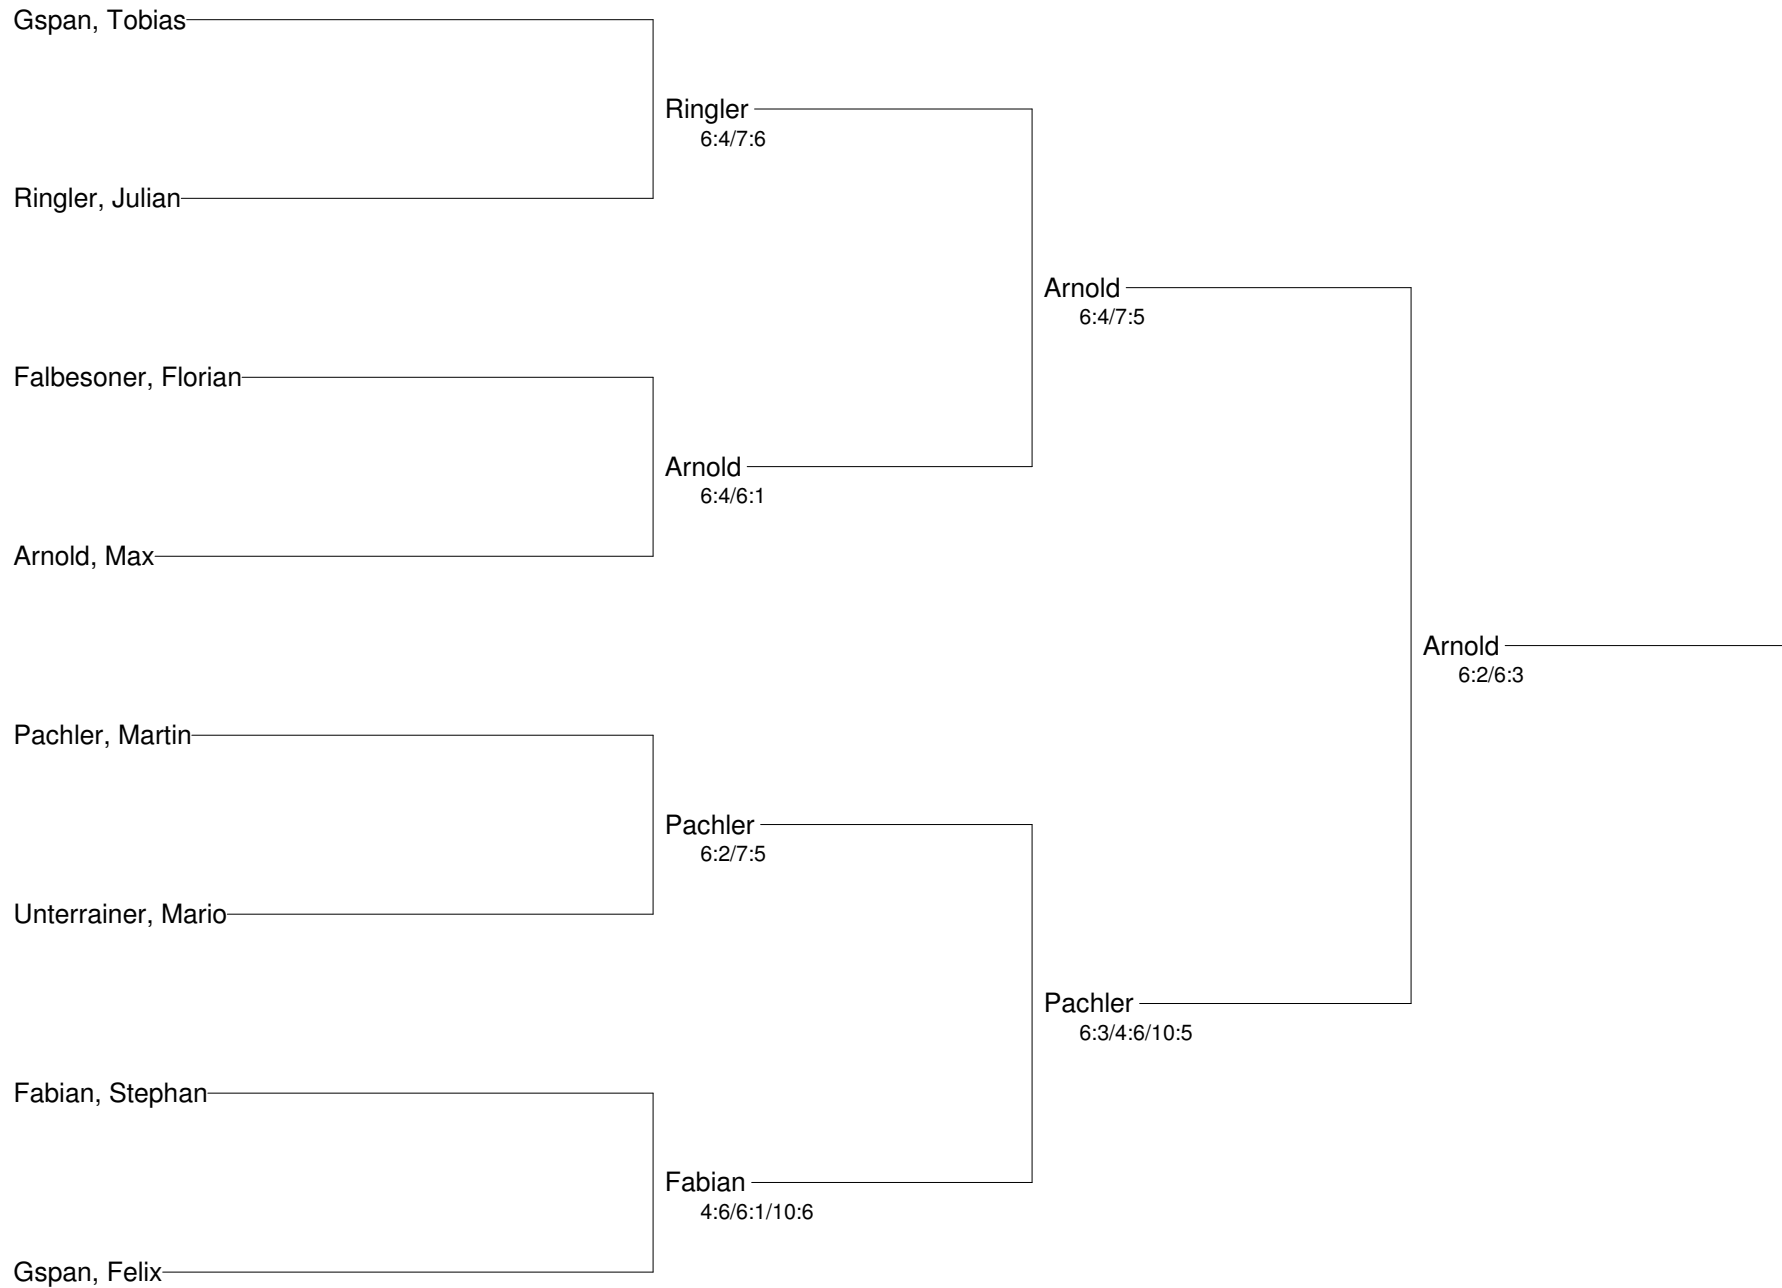 Gspan, Tobias
Ringler
6:4/7:6
Ringler, Julian
Arnold
6:4/7:5
Falbesoner, Florian
Arnold
6:4/6:1
Arnold, Max
Arnold
6:2/6:3
Pachler, Martin
Pachler
6:2/7:5
Unterrainer, Mario
Pachler
6:3/4:6/10:5
Fabian, Stephan
Fabian
4:6/6:1/10:6
Gspan, Felix